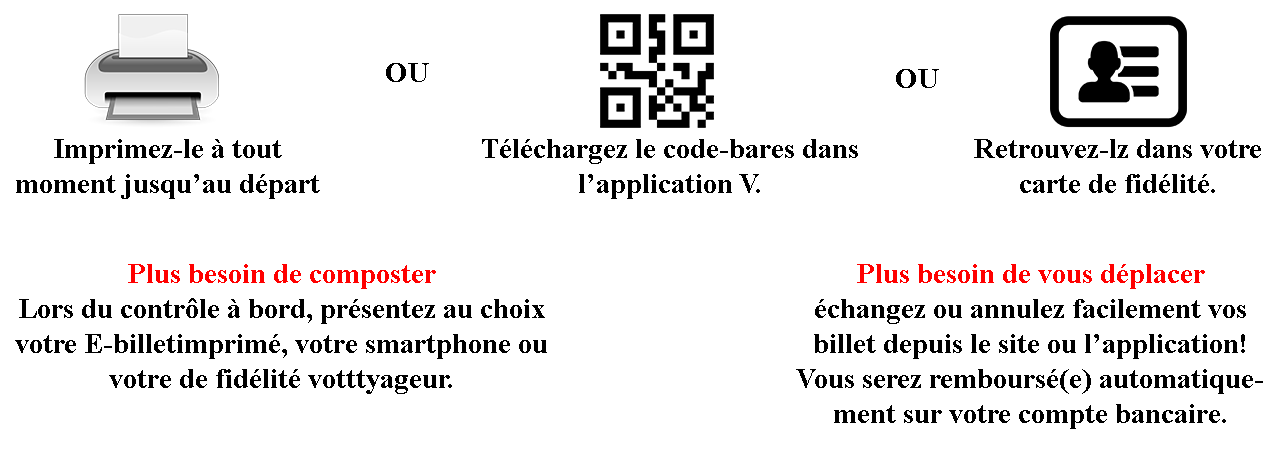 OU
OU
Imprimez-le à tout
moment jusqu’au départ
Téléchargez le code-bares dans
l’application V.
Retrouvez-lz dans votre
carte de fidélité.
Plus besoin de composter
Lors du contrôle à bord, présentez au choix
votre E-billetimprimé, votre smartphone ou
votre de fidélité votttyageur.
Plus besoin de vous déplacer
échangez ou annulez facilement vos
billet depuis le site ou l’application!
Vous serez remboursé(e) automatique-
ment sur votre compte bancaire.